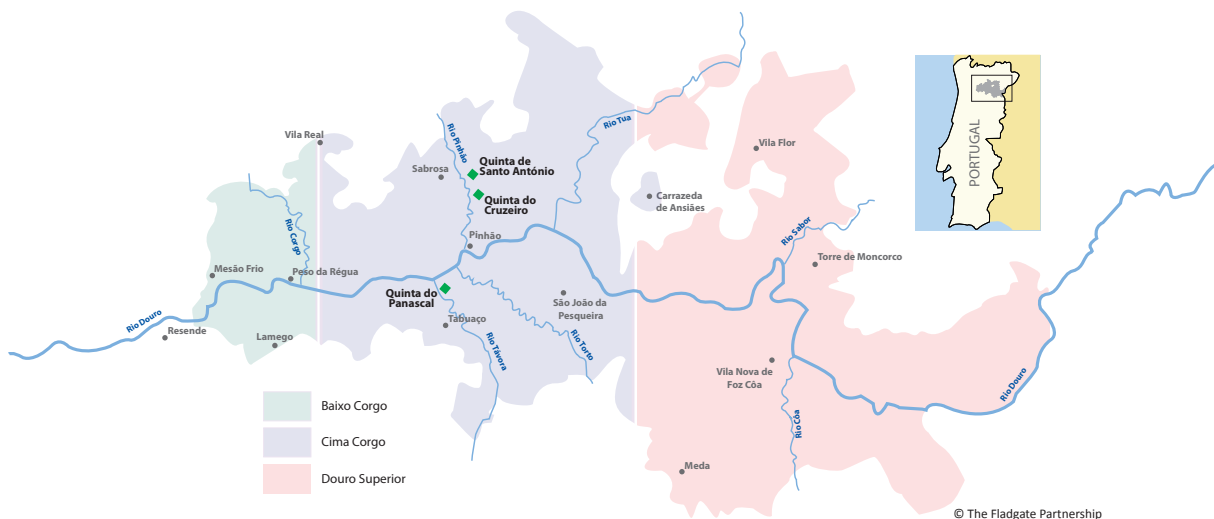 Vila Real
Rio Pinhão
Rio Tua
Vila Flor
PORTUGAL
Quinta de
Santo António
Sabrosa
Quinta do
Cruzeiro
Carrazeda
de Ansiães
Rio Corgo
Pinhão
Rio Sabor
Torre de Moncorco
Mesão Frio
Peso da Régua
Quinta do
Panascal
São João da
Pesqueira
Rio Douro
Resende
Lamego
Tabuaço
Rio Távora
Rio Torto
Vila Nova de
Foz Côa
Rio Douro
Rio Côa
Baixo Corgo
Cima Corgo
Douro Superior
Meda
© The Fladgate Partnership